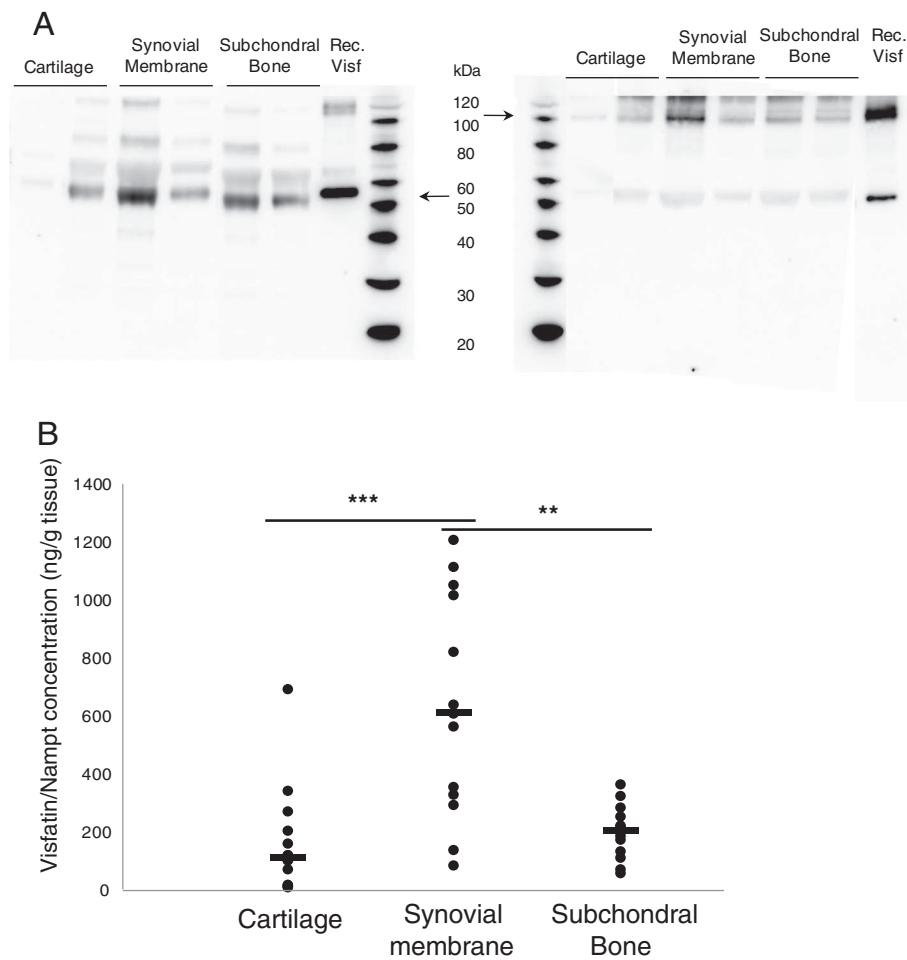 A
Cartilage
Synovial
Membrane
Subchondral
Bone
Rec.
Visf
kDa
120
100
80
60
50
40
30
20
Cartilage
Synovial
Membrane
Subchondral
Bone
Rec.
Visf
B
Visfatin/Nampt concentration (ng/g tissue)
1400
1200
1000
800
600
400
200
0
***
**
Cartilage
Synovial
membrane
Subchondral
Bone